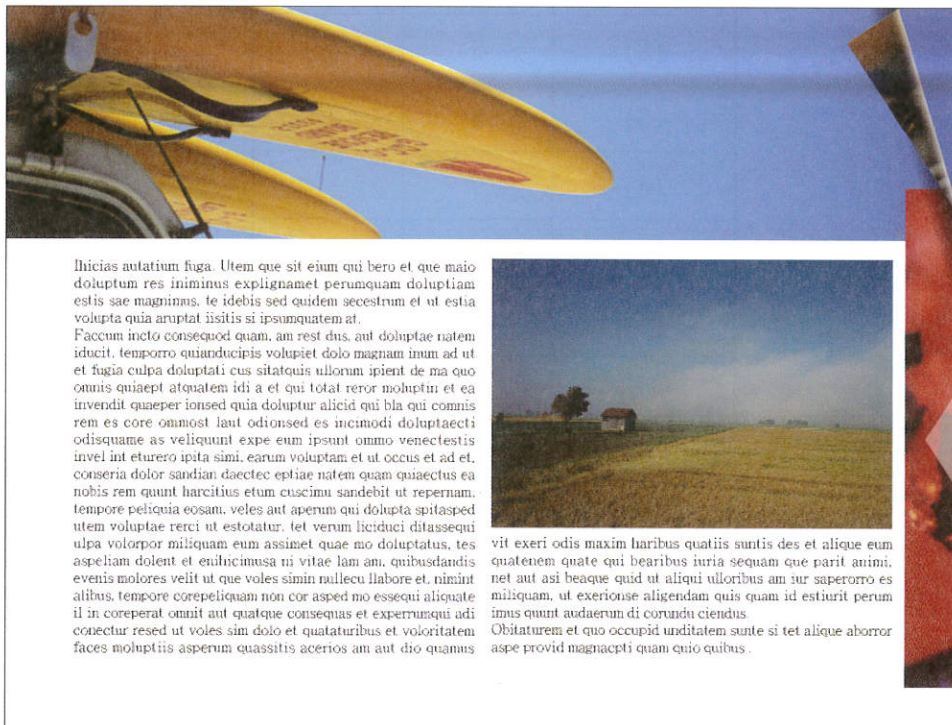 Ihicias autatium fuga. Utem que sit eium qui bero et que maio
doluptum res iniminus explignamet perumquam doluptiam
estis sae magnimus, te idebis sed quidem secestrum et ut estia
volupta quia aruptat iisitis si ipsumquatem at.
Faccum incto consequod quam, am rest dus, aut doluptae natem
iducit, temporro quianducipis volupiet dolo magnam inum ad ut
et fugia culpa doluptati cus sitatquis ullorum ipient de ma quo
omnis quiaept atquatem idi a et qui totat reror moluptin et ea
invendit quaeper ionsed quia doluptur alicid qui bla qui comnis
rem es core ommost laut odionsed es incimodi doluptaecti
odisquame as veliquunt expe eum ipsunt ommo venectestis
invel int eturero ipita simi, earum voluptam et ut occus et ad et,
conseria dolor sandian daectec eptiae natem quam quiaectus ea
nobis rem quunt harcitius etum cuscimu sandebit ut repernam,
tempore peliquia eosam, veles aut aperum qui dolupta spitasped
utem voluptae rerci ut estotatur, tet verum liciduci ditassequi
ulpa volorpor miliquam eum assimet quae mo doluptatus, tes
aspeliam dolent et enihicimusa ni vitae lam am, quibusdandis
evenis molores velit ut que voles simin nullecu llabore et, nimint
alibus, tempore corepeliquam non cor asped mo essequi aliquate
il in coreperat omnit aut quatque consequas et experrumqui adi
conectur resed ut voles sim dolo et quataturibus et voloritatem
faces moluptiis asperum quassitis acerios am aut dio quamus
vit exeri odis maxim haribus quatiis suntis des et alique eum
quatenem quate qui bearibus iuria sequam que parit animi,
net aut asi beaque quid ut aliqui ulloribus am iur saperorro es
miliquam, ut exerionse aligendam quis quam id estiurit perum
imus quunt audaerum di corundu ciendus.
Obitaturem et quo occupid unditatem sunte si tet alique aborror
aspe provid magnacpti quam quio quibus .